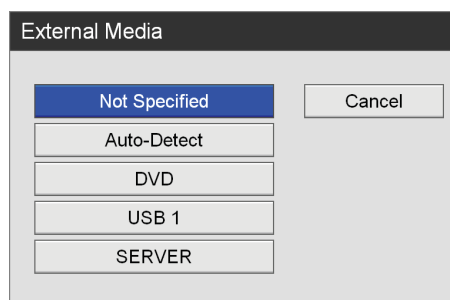 External Media
Not Specified
Cancel
Auto-Detect
DVD
USB 1
SERVER